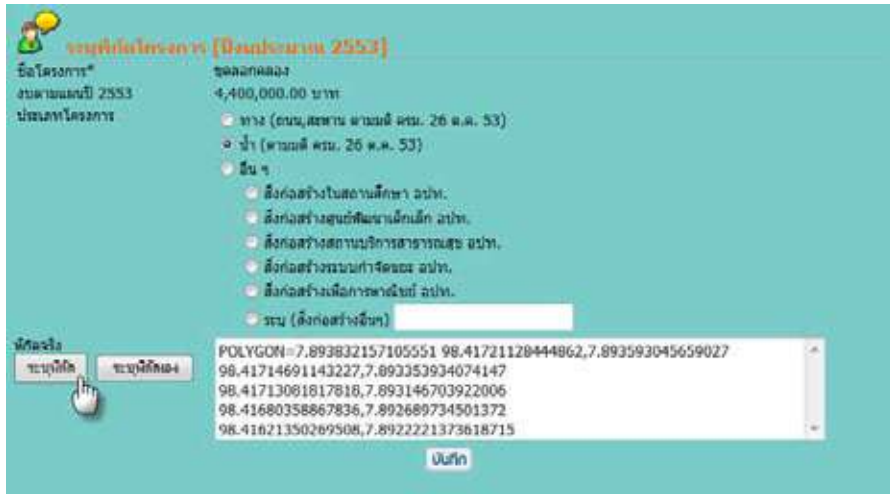 ระบุพิกัดโครงการ [ปีงบประมาณ 2553]
ชื่อโครงการ* ขุดลอกคลอง
งบตามแผนปี 2553 4,400,000.00 บาท
ประเภทโครงการ ทาง (ถนน,สะพาน ตามมติ ครม. 26 ต.ค. 53)
น้ำ (ตามมติ ครม. 26 ต.ค. 53)
อื่น ๆ
สิ่งก่อสร้างในสถานศึกษา อปท.
สิ่งก่อสร้างศูนย์พัฒนาเด็กเล็ก อปท.
สิ่งก่อสร้างสถานบริการสาธารณสุข อปท.
สิ่งก่อสร้างระบบกำจัดขยะ อปท.
สิ่งก่อสร้างเพื่อการพาณิชย์ อปท.
ระบุ (สิ่งก่อสร้างอื่นๆ)
พิกัดจริง
ระบุพิกัด ระบุพิกัดเอง
POLYGON=7.893832157105551 98.41721128444862,7.893593045659027
98.41714691143227,7.893353934074147
98.41713081817818,7.893146703922006
98.41680358867836,7.892689734501372
98.41621350269508,7.8922221373618715
บันทึก